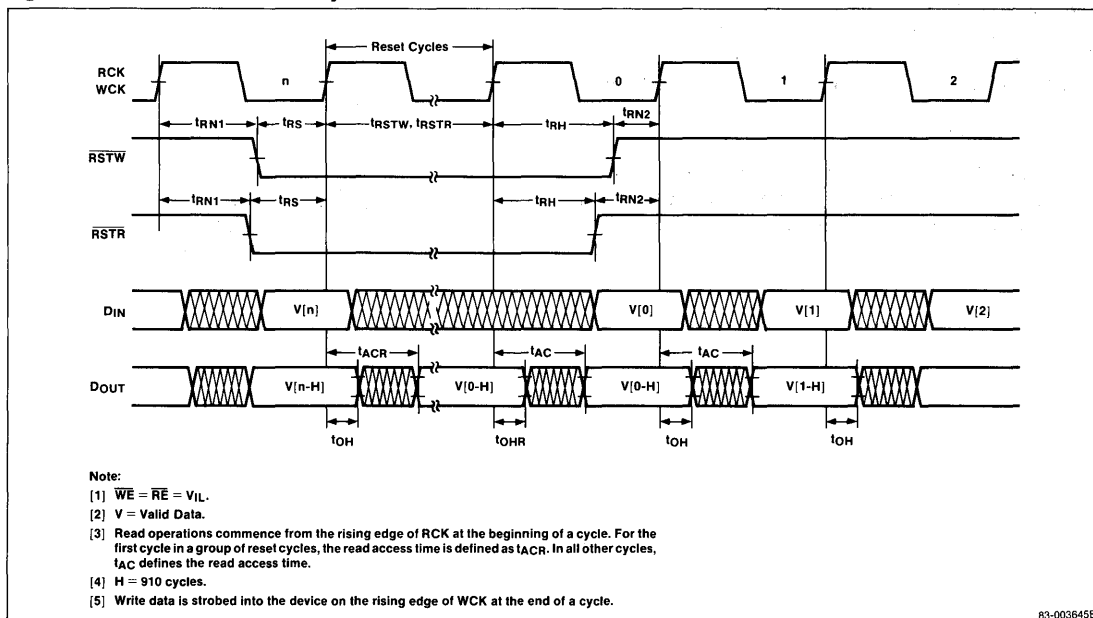 Reset Cycles
RCK
WCK
n
0
1
2
tRN1
tRS
tRSTW, tRSTR
tRH
tRN2
RSTW
tRN1
tRS
tRH
tRN2
RSTR
DIN
V[n]
V[0]
V[1]
V[2]
tACR
tAC
tAC
DOUT
V[n-H]
V[0-H]
V[0-H]
V[1-H]
tOH
tOHR
tOH
tOH
Note:
[1] WE = RE = VIL.
[2] V = Valid Data.
[3] Read operations commence from the rising edge of RCK at the beginning of a cycle. For the
first cycle in a group of reset cycles, the read access time is defined as tACR. In all other cycles,
tAC defines the read access time.
[4] H = 910 cycles.
[5] Write data is strobed into the device on the rising edge of WCK at the end of a cycle.